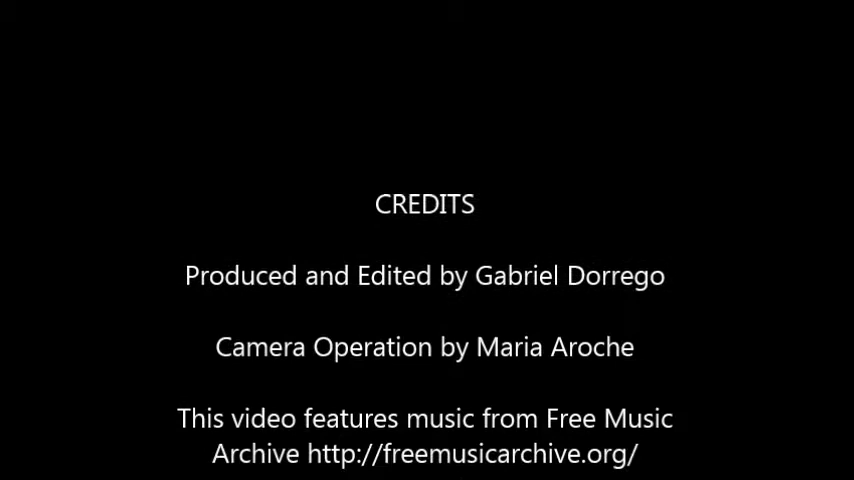 CREDITS
Produced and Edited by Gabriel Dorrego
Camera Operation by Maria Aroche
This video features music from Free Music
Archive http://freemusicarchive.org/